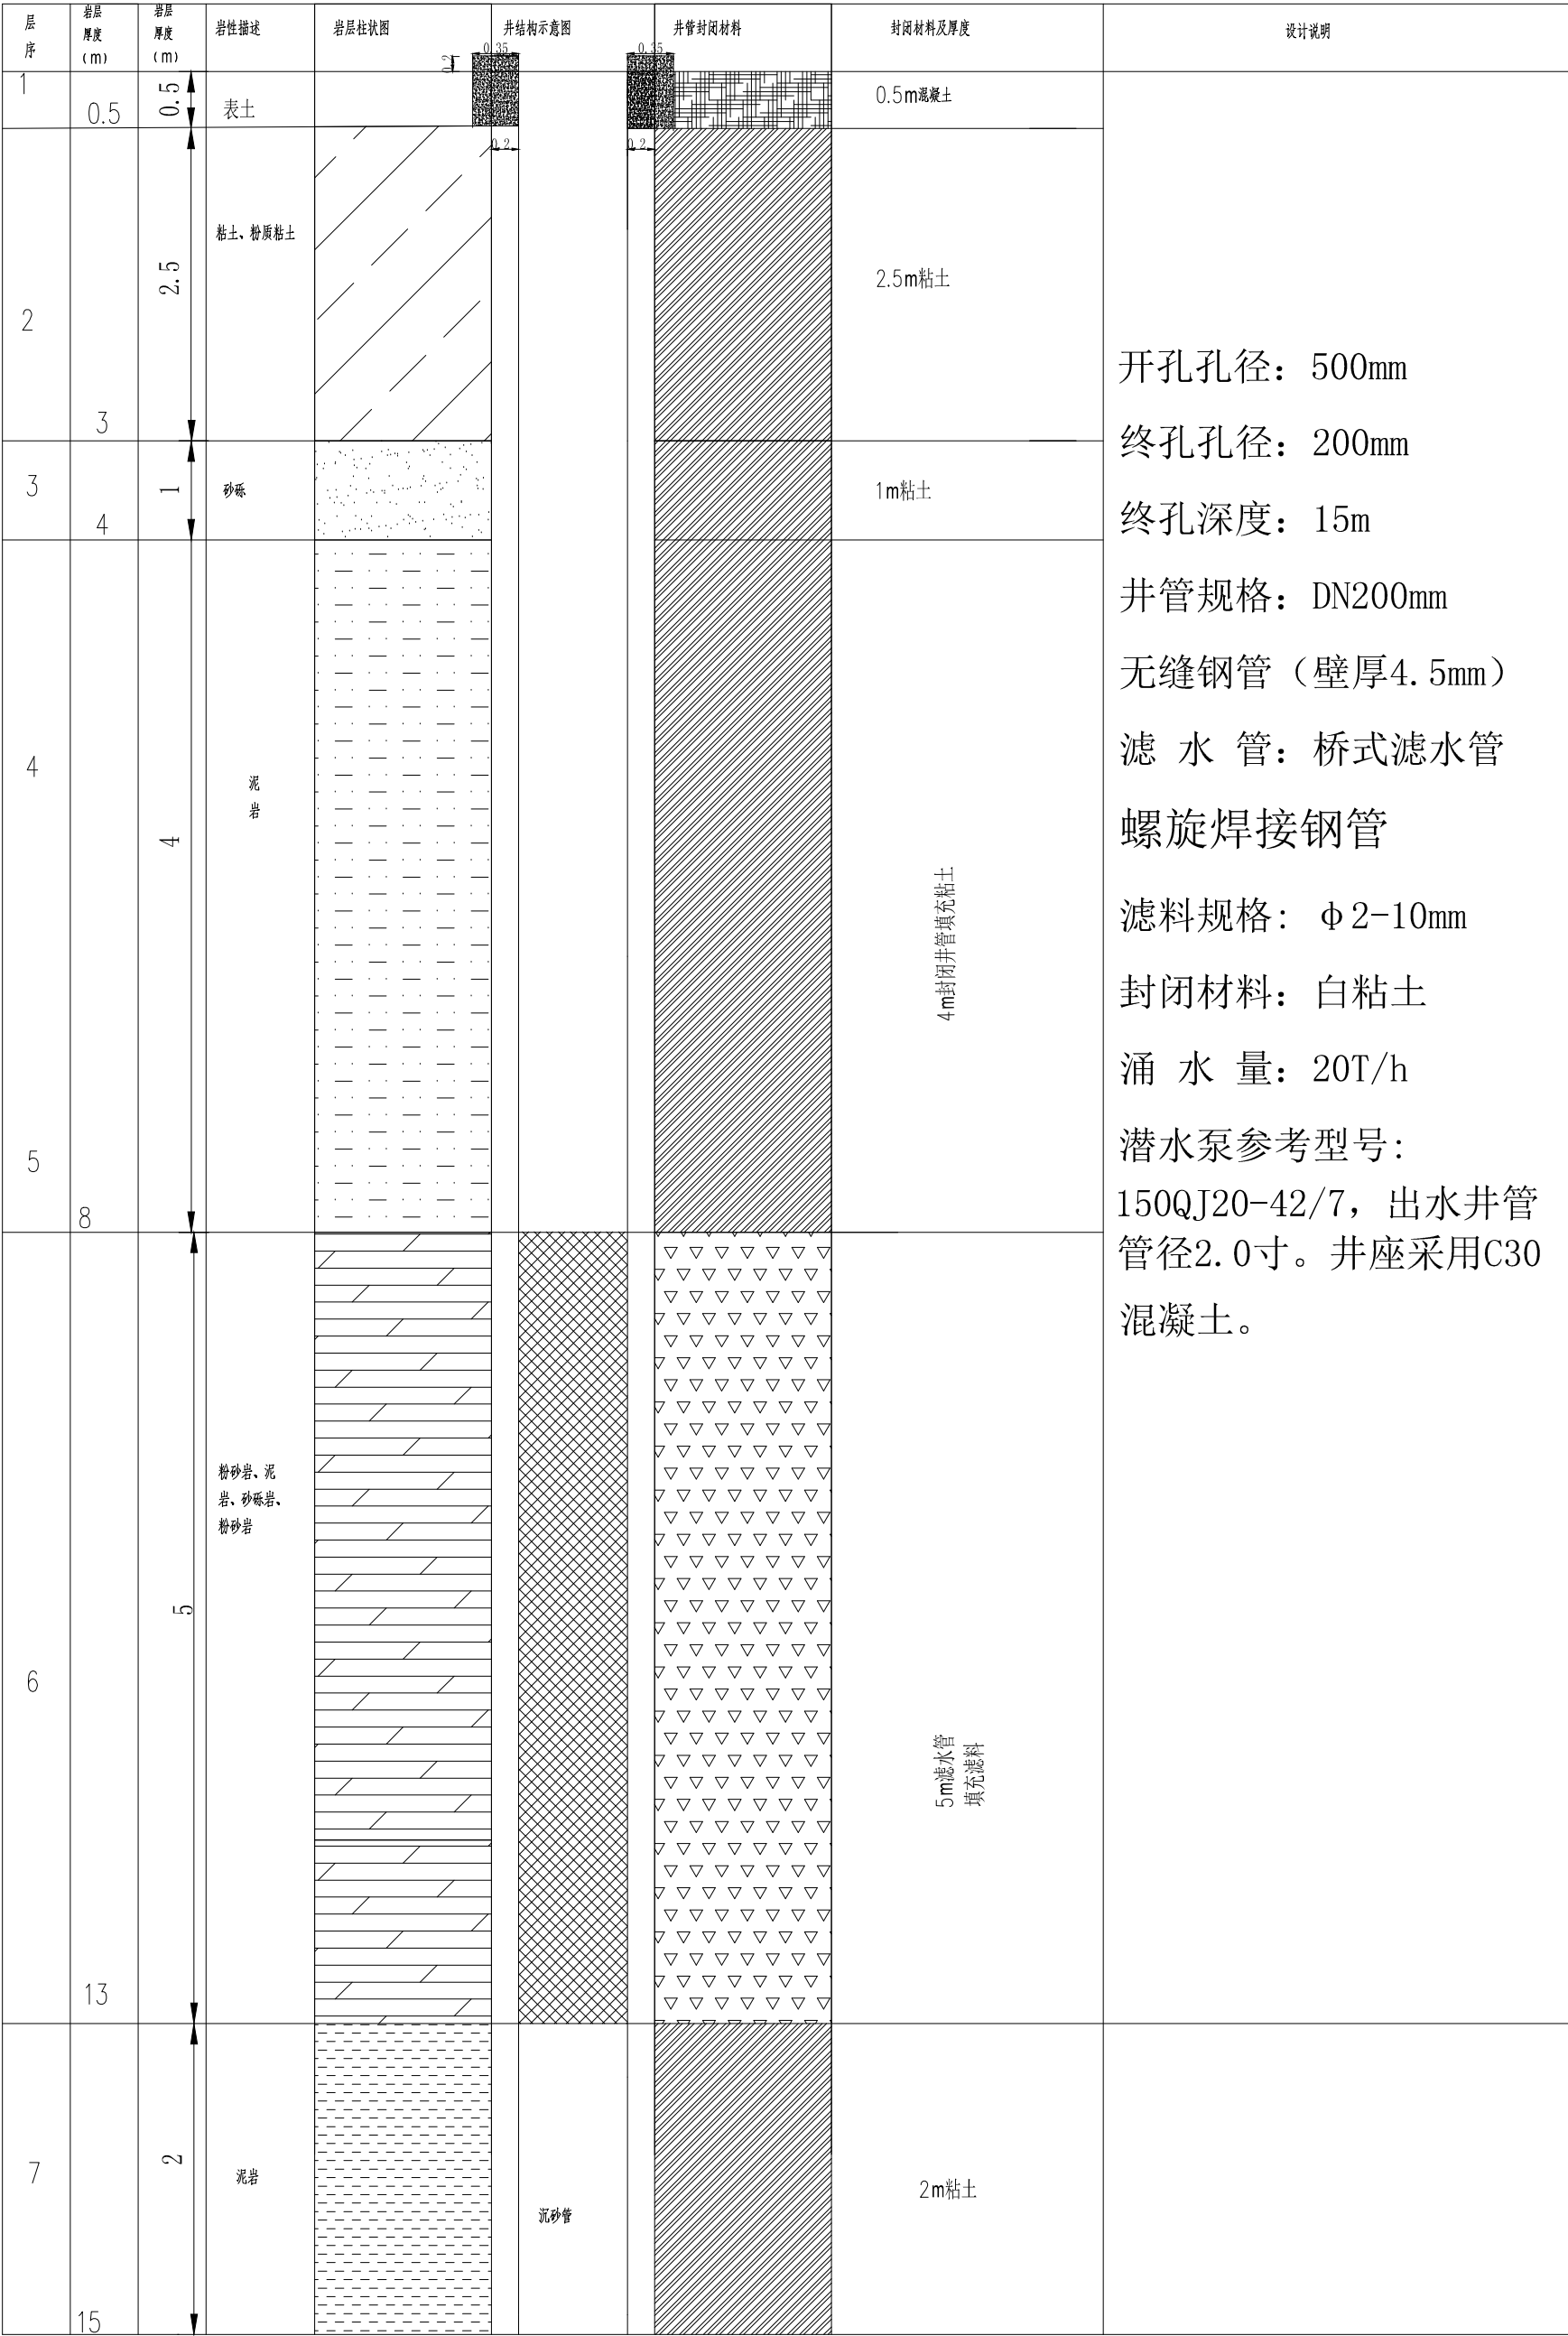 层
序
岩层
厚度
(m)
岩层
厚度
(m)
岩性描述
岩层柱状图
井结构示意图
井管封闭材料
封闭材料及厚度
设计说明
0.35
0.35
0.2
1
0.5
0.5
表土
0.5m混凝土
0.2
0.2
2
3
2.5
粘土、粉质粘土
2.5m粘土
3
4
1
砂砾
1m粘土
4
5
8
4
泥
岩
4m封闭井管填充粘土
6
13
5
粉砂岩、泥
岩、砂砾岩、
粉砂岩
5m滤水管
填充滤料
7
15
2
泥岩
沉砂管
2m粘土
开孔孔径：500mm
终孔孔径：200mm
终孔深度：15m
井管规格：DN200mm
无缝钢管（壁厚4.5mm）
滤 水 管：桥式滤水管
螺旋焊接钢管
滤料规格： φ2-10mm
封闭材料：白粘土
涌 水 量：20T/h
潜水泵参考型号：
150QJ20-42/7，出水井管
管径2.0寸。井座采用C30
混凝土。